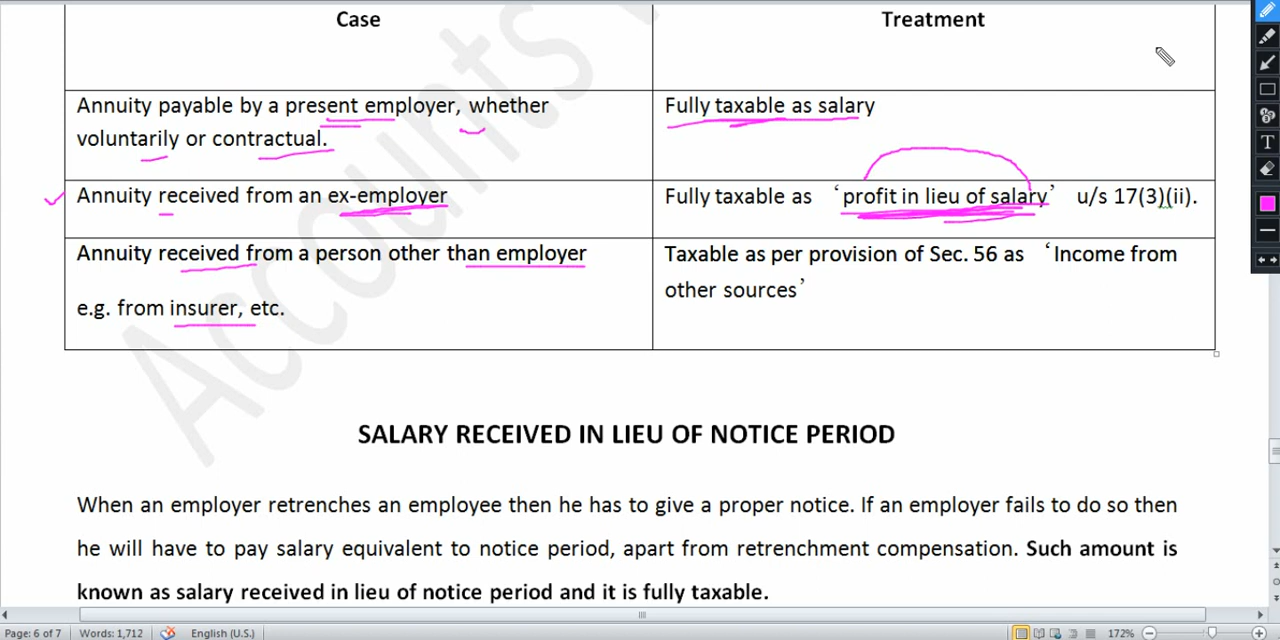 Case Treatment
Annuity payable by a present employer, whether Fully taxable as salary
voluntarily or contractual.
Annuity received from an ex-employer Fully taxable as ‘profit in lieu of salary’ u/s 17(3)(ii).
Annuity received from a person other than employer Taxable as per provision of Sec. 56 as ‘Income from
e.g. from insurer, etc. other sources’
Accounts
SALARY RECEIVED IN LIEU OF NOTICE PERIOD
When an employer retrenches an employee then he has to give a proper notice. If an employer fails to do so then
he will have to pay salary equivalent to notice period, apart from retrenchment compensation. Such amount is
known as salary received in lieu of notice period and it is fully taxable.
Page: 6 of 7 Words: 1,712 English (U.S.) 172%